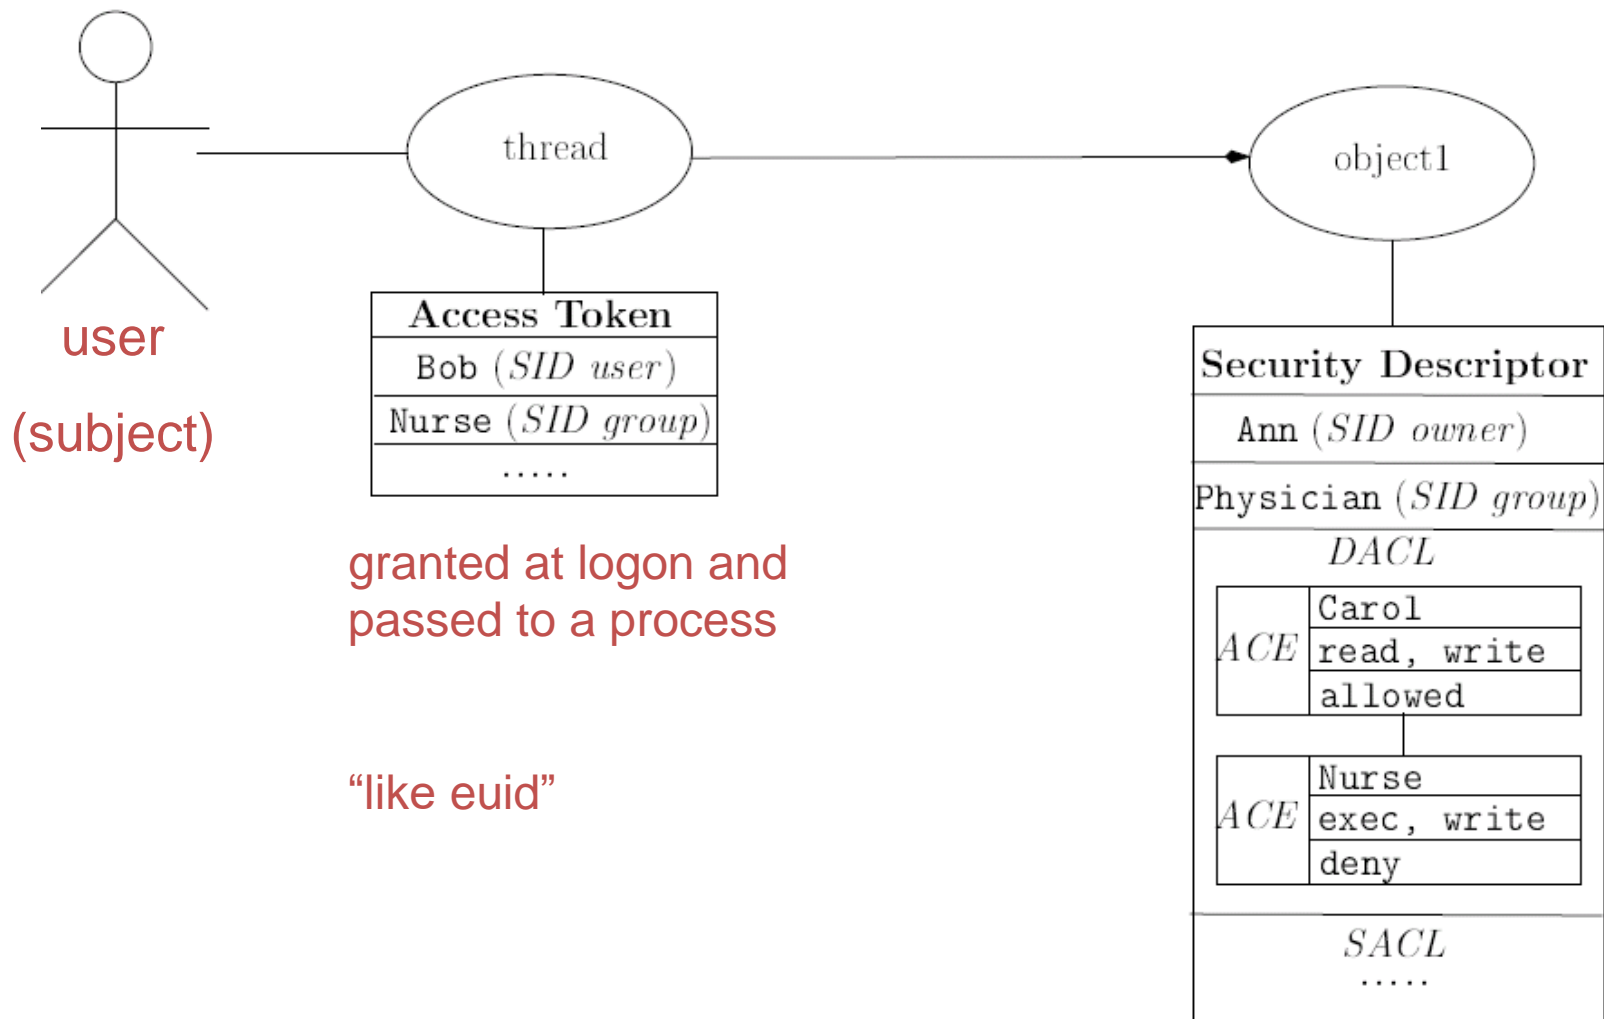 thread
object1
user
(subject)
Access Token
Bob (SID user)
Nurse (SID group)
.....
granted at logon and
passed to a process
“like euid”
Security Descriptor
Ann (SID owner)
Physician (SID group)
DACL
ACE
Carol
read, write
allowed
ACE
Nurse
exec, write
deny
SACL
.....